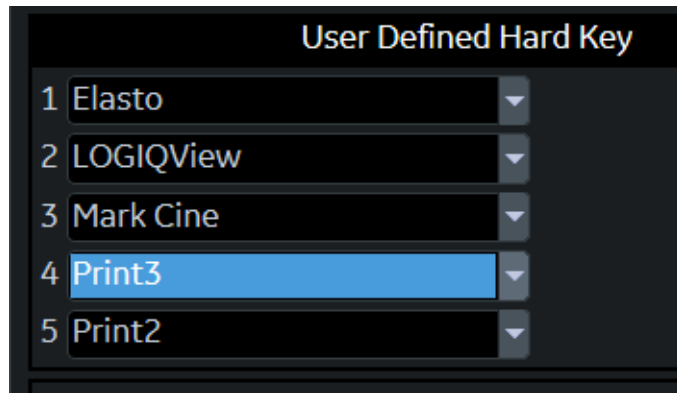 User Defined Hard Key
1 Elasto
2 LOGIQView
3 Mark Cine
4 Print3
5 Print2